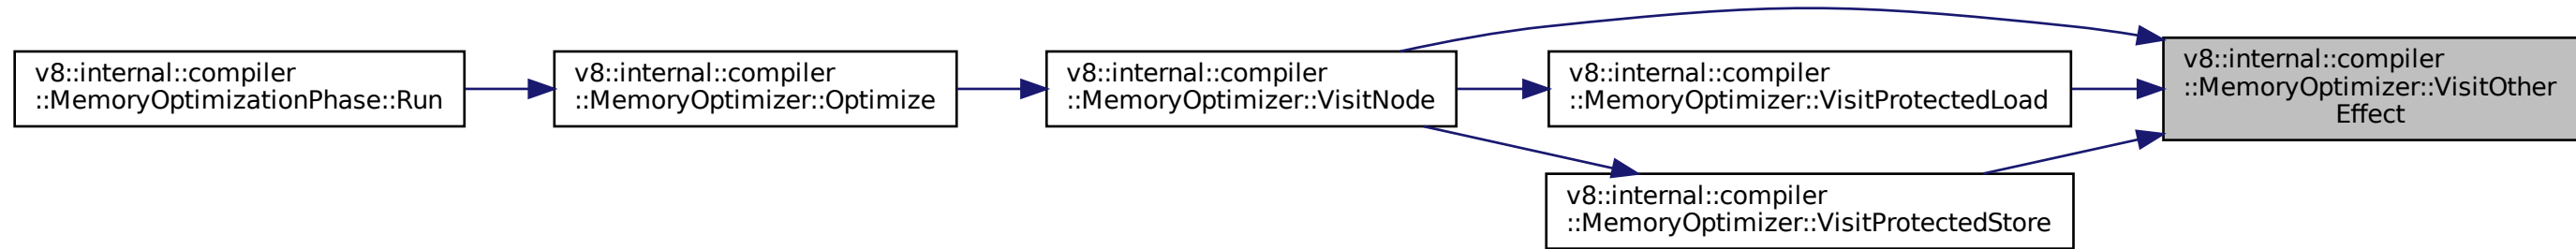 v8::internal::compiler
::MemoryOptimizationPhase::Run
v8::internal::compiler
::MemoryOptimizer::Optimize
v8::internal::compiler
::MemoryOptimizer::VisitNode
v8::internal::compiler
::MemoryOptimizer::VisitProtectedLoad
v8::internal::compiler
::MemoryOptimizer::VisitProtectedStore
v8::internal::compiler
::MemoryOptimizer::VisitOther
Effect